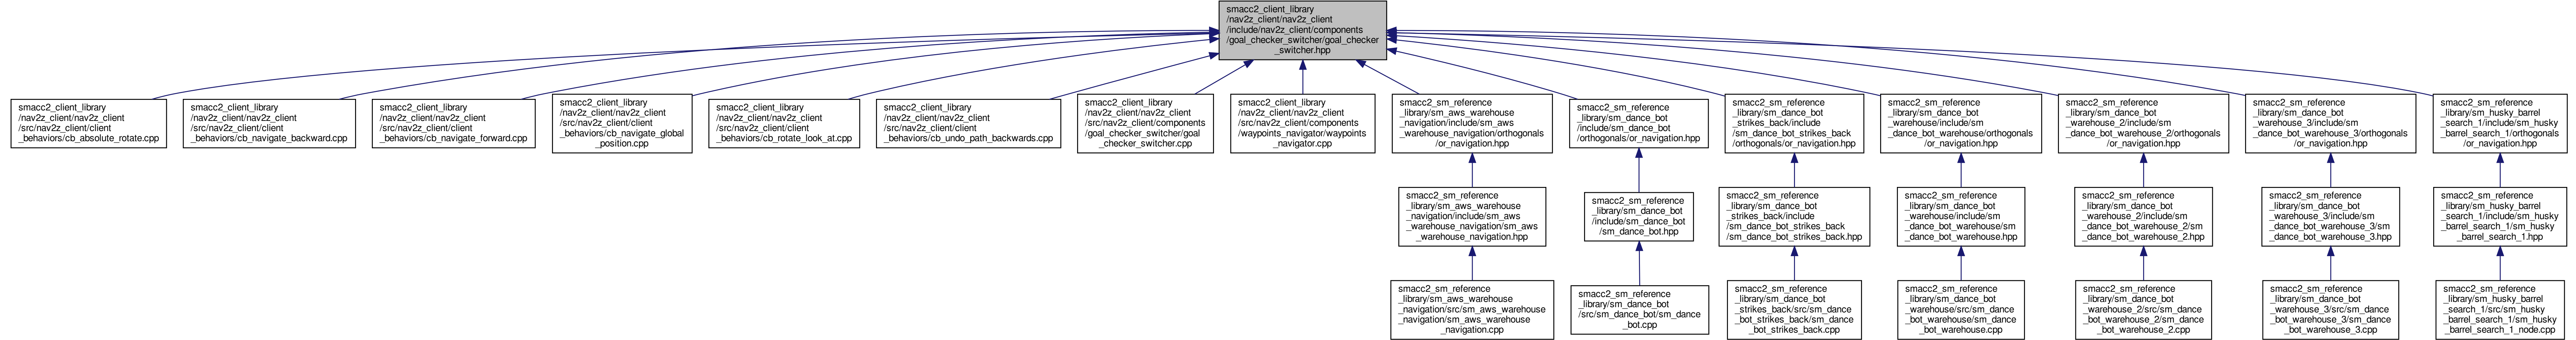 smacc2_client_library
/nav2z_client/nav2z_client
/include/nav2z_client/components
/goal_checker_switcher/goal_checker
_switcher.hpp
smacc2_client_library
/nav2z_client/nav2z_client
/src/nav2z_client/client
_behaviors/cb_absolute_rotate.cpp
smacc2_client_library
/nav2z_client/nav2z_client
/src/nav2z_client/client
_behaviors/cb_navigate_backward.cpp
smacc2_client_library
/nav2z_client/nav2z_client
/src/nav2z_client/client
_behaviors/cb_navigate_forward.cpp
smacc2_client_library
/nav2z_client/nav2z_client
/src/nav2z_client/client
_behaviors/cb_navigate_global
_position.cpp
smacc2_client_library
/nav2z_client/nav2z_client
/src/nav2z_client/client
_behaviors/cb_rotate_look_at.cpp
smacc2_client_library
/nav2z_client/nav2z_client
/src/nav2z_client/client
_behaviors/cb_undo_path_backwards.cpp
smacc2_client_library
/nav2z_client/nav2z_client
/src/nav2z_client/components
/goal_checker_switcher/goal
_checker_switcher.cpp
smacc2_client_library
/nav2z_client/nav2z_client
/src/nav2z_client/components
/waypoints_navigator/waypoints
_navigator.cpp
smacc2_sm_reference
_library/sm_aws_warehouse
_navigation/include/sm_aws
_warehouse_navigation/orthogonals
/or_navigation.hpp
smacc2_sm_reference
_library/sm_dance_bot
/include/sm_dance_bot
/orthogonals/or_navigation.hpp
smacc2_sm_reference
_library/sm_dance_bot
_strikes_back/include
/sm_dance_bot_strikes_back
/orthogonals/or_navigation.hpp
smacc2_sm_reference
_library/sm_dance_bot
_warehouse/include/sm
_dance_bot_warehouse/orthogonals
/or_navigation.hpp
smacc2_sm_reference
_library/sm_dance_bot
_warehouse_2/include/sm
_dance_bot_warehouse_2/orthogonals
/or_navigation.hpp
smacc2_sm_reference
_library/sm_dance_bot
_warehouse_3/include/sm
_dance_bot_warehouse_3/orthogonals
/or_navigation.hpp
smacc2_sm_reference
_library/sm_husky_barrel
_search_1/include/sm_husky
_barrel_search_1/orthogonals
/or_navigation.hpp
smacc2_sm_reference
_library/sm_aws_warehouse
_navigation/include/sm_aws
_warehouse_navigation/sm_aws
_warehouse_navigation.hpp
smacc2_sm_reference
_library/sm_dance_bot
/include/sm_dance_bot
/sm_dance_bot.hpp
smacc2_sm_reference
_library/sm_dance_bot
_strikes_back/include
/sm_dance_bot_strikes_back
/sm_dance_bot_strikes_back.hpp
smacc2_sm_reference
_library/sm_dance_bot
_warehouse/include/sm
_dance_bot_warehouse/sm
_dance_bot_warehouse.hpp
smacc2_sm_reference
_library/sm_dance_bot
_warehouse_2/include/sm
_dance_bot_warehouse_2/sm
_dance_bot_warehouse_2.hpp
smacc2_sm_reference
_library/sm_dance_bot
_warehouse_3/include/sm
_dance_bot_warehouse_3/sm
_dance_bot_warehouse_3.hpp
smacc2_sm_reference
_library/sm_husky_barrel
_search_1/include/sm_husky
_barrel_search_1/sm_husky
_barrel_search_1.hpp
smacc2_sm_reference
_library/sm_aws_warehouse
_navigation/src/sm_aws_warehouse
_navigation/sm_aws_warehouse
_navigation.cpp
smacc2_sm_reference
_library/sm_dance_bot
/src/sm_dance_bot/sm_dance
_bot.cpp
smacc2_sm_reference
_library/sm_dance_bot
_strikes_back/src/sm_dance
_bot_strikes_back/sm_dance
_bot_strikes_back.cpp
smacc2_sm_reference
_library/sm_dance_bot
_warehouse/src/sm_dance
_bot_warehouse/sm_dance
_bot_warehouse.cpp
smacc2_sm_reference
_library/sm_dance_bot
_warehouse_2/src/sm_dance
_bot_warehouse_2/sm_dance
_bot_warehouse_2.cpp
smacc2_sm_reference
_library/sm_dance_bot
_warehouse_3/src/sm_dance
_bot_warehouse_3/sm_dance
_bot_warehouse_3.cpp
smacc2_sm_reference
_library/sm_husky_barrel
_search_1/src/sm_husky
_barrel_search_1/sm_husky
_barrel_search_1_node.cpp